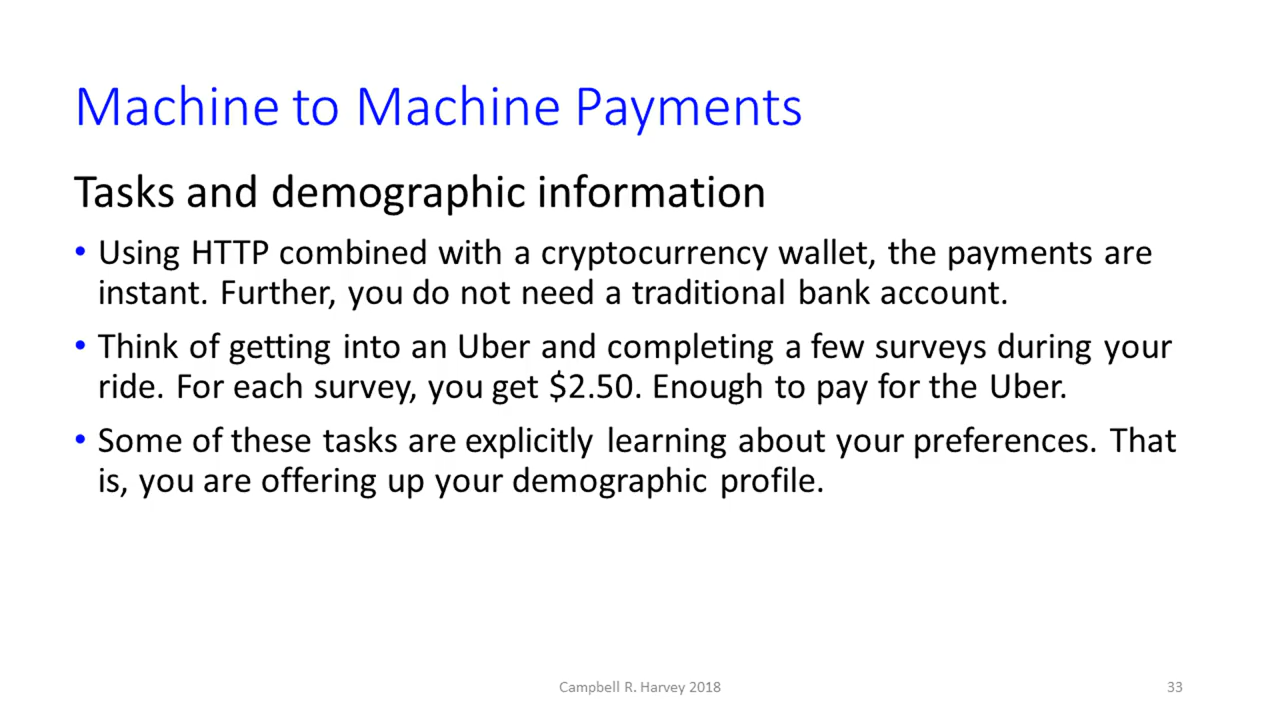 Machine to Machine Payments
Tasks and demographic information
• Using HTTP combined with a cryptocurrency wallet, the payments are
instant. Further, you do not need a traditional bank account.
• Think of getting into an Uber and completing a few surveys during your
ride. For each survey, you get $2.50. Enough to pay for the Uber.
• Some of these tasks are explicitly learning about your preferences. That
is, you are offering up your demographic profile.
Campbell R. Harvey 2018
33